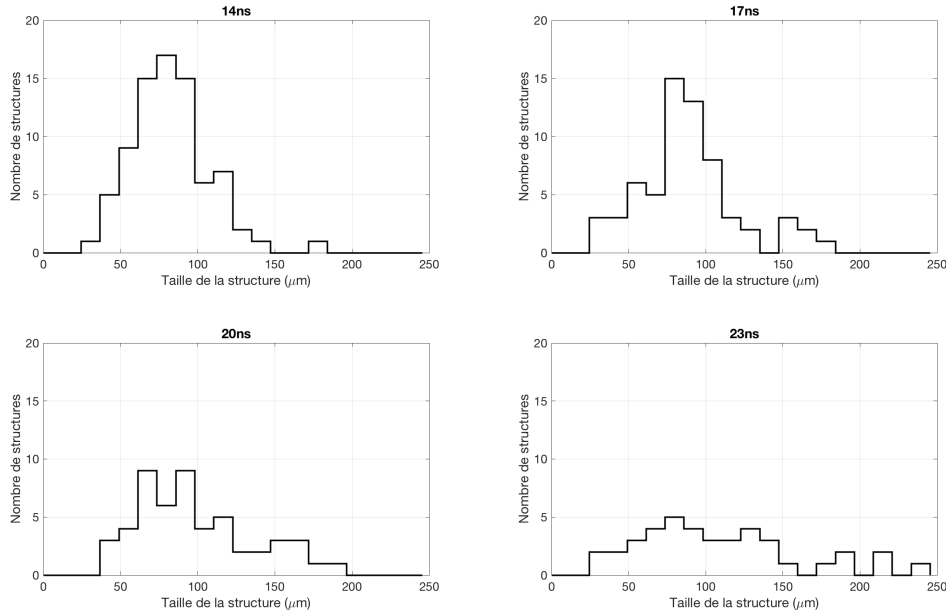 14ns
20
15
10
5
0
Nombre de structures
0 50 100 150 200 250
Taille de la structure (μm)
17ns
20
15
10
5
0
Nombre de structures
0 50 100 150 200 250
Taille de la structure (μm)
20ns
20
15
10
5
0
Nombre de structures
0 50 100 150 200 250
Taille de la structure (μm)
23ns
20
15
10
5
0
Nombre de structures
0 50 100 150 200 250
Taille de la structure (μm)